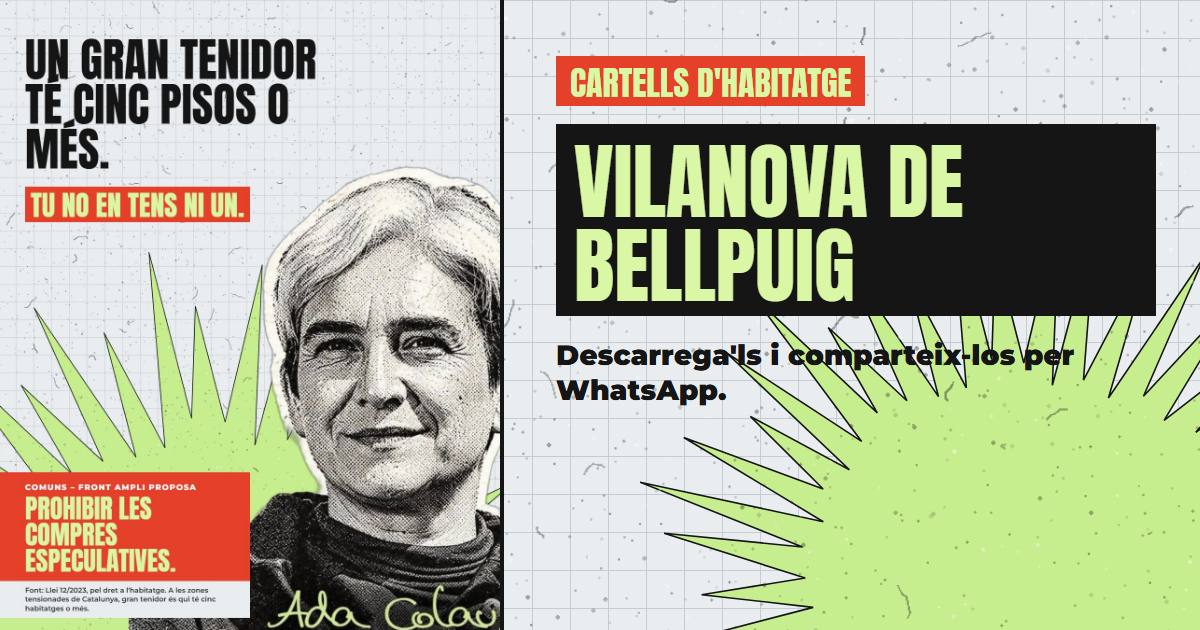 UN GRAN TENIDOR
TÉ CINC PISOS O
MÉS.
TU NO EN TENS NI UN.
COMUNS – FRONT AMPLI PROPOSA
PROHIBIR LES
COMPRES
ESPECULATIVES.
Font: Llei 12/2023, pel dret a l'habitatge. A les zones
tensionades de Catalunya, gran tenidor és qui té cinc
habitatges o més.
Ada Colau
CARTELLS D'HABITATGE
VILANOVA DE
BELLPUIG
Descarrega'ls i comparteix-los per
WhatsApp.